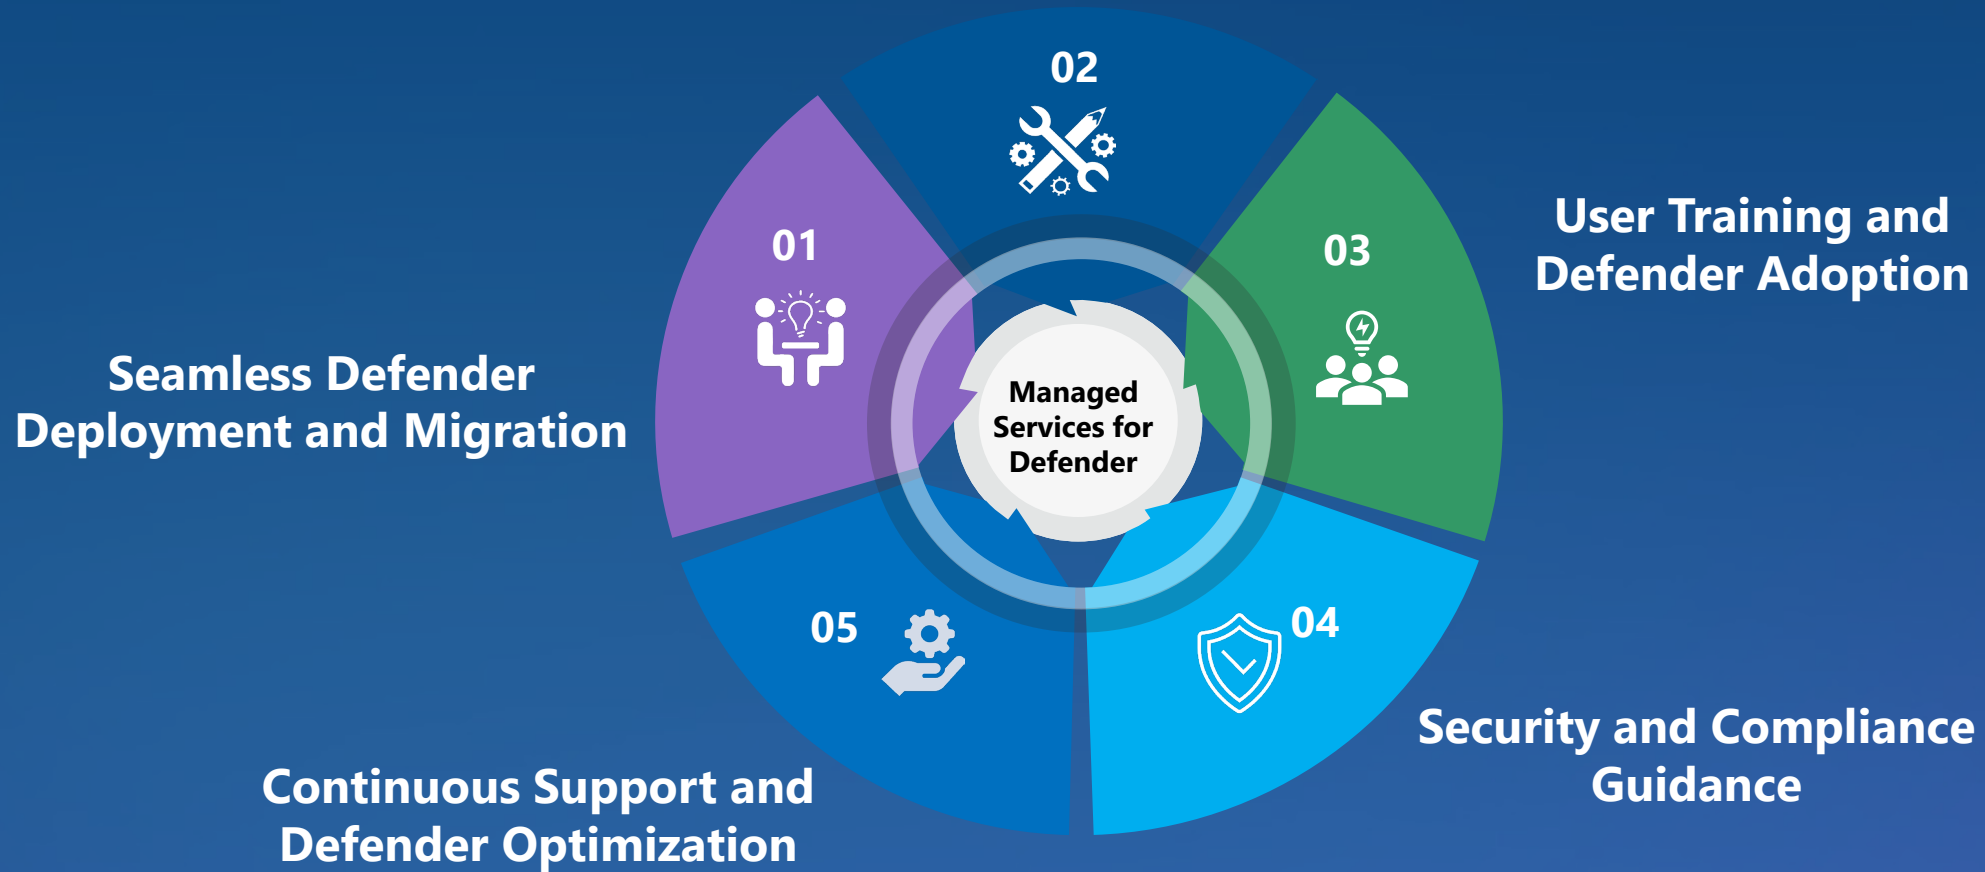 02
01
03
User Training and
Defender Adoption
Seamless Defender
Deployment and Migration
Managed
Services for
Defender
05
04
Security and Compliance
Guidance
Continuous Support and
Defender Optimization